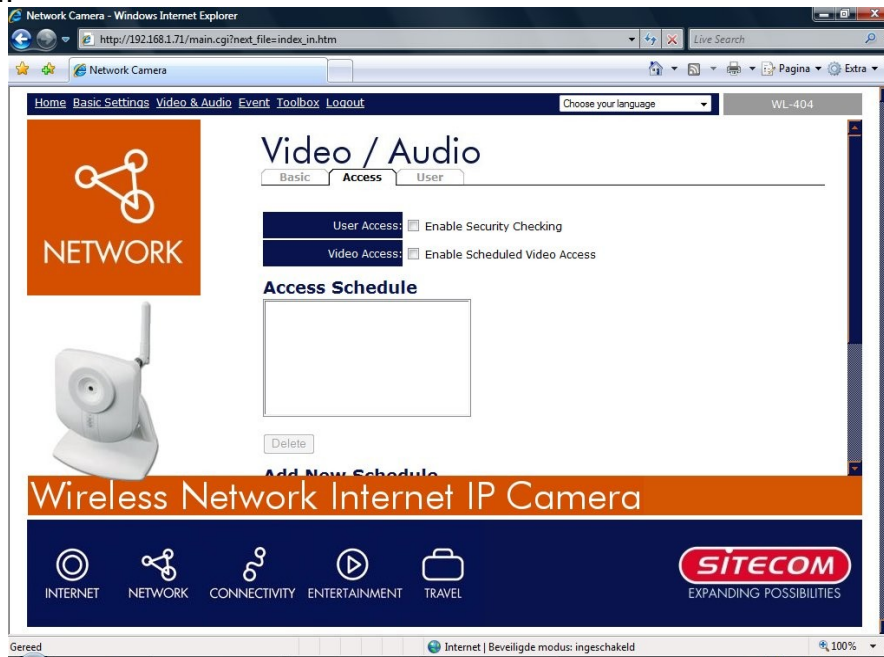 Network Camera - Windows Internet Explorer
http://192.168.1.71/main.cgi?next_file=index_in.htm
Live Search
Network Camera
Pagina
Extra
Home Basic Settings Video & Audio Event Toolbox Logout
Choose your language
WL-404
NETWORK
Video / Audio
Basic Access User
User Access: Enable Security Checking
Video Access: Enable Scheduled Video Access
Access Schedule
Delete
Add New Schedule
Wireless Network Internet IP Camera
INTERNET NETWORK CONNECTIVITY ENTERTAINMENT TRAVEL
SITECOM
EXPANDING POSSIBILITIES
Gereed
Internet | Beveiligde modus: ingeschakeld
100%